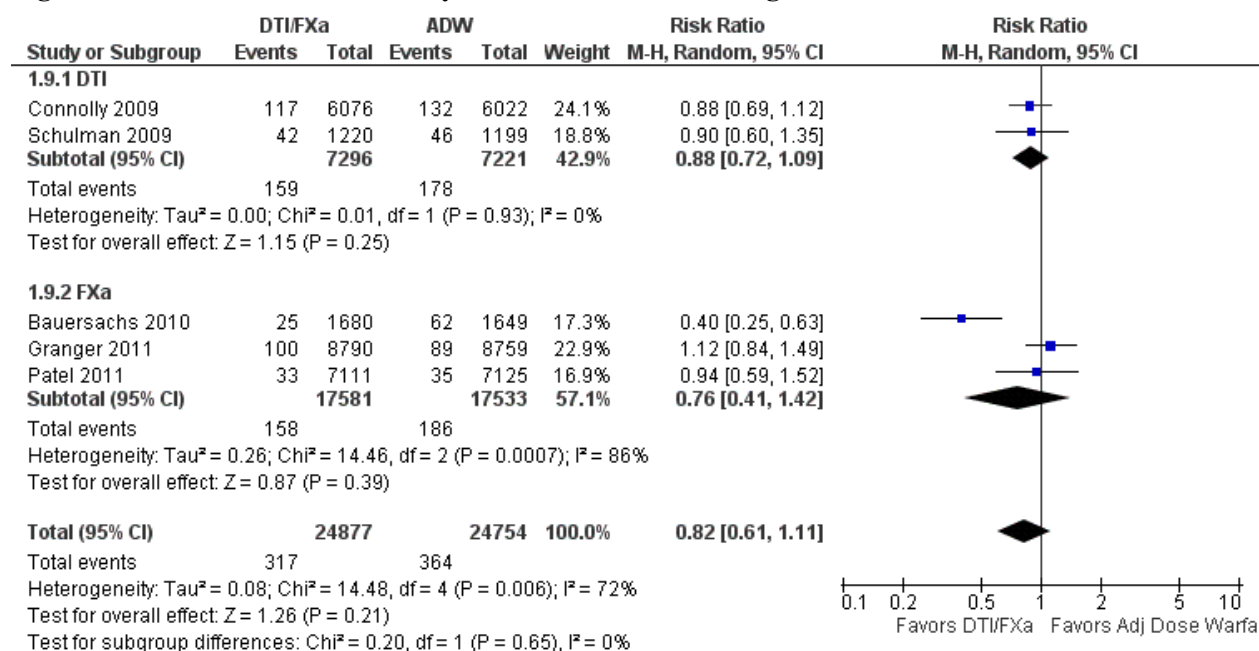 DTI/FXa ADW Risk Ratio Risk Ratio
Study or Subgroup Events Total Events Total Weight M-H, Random, 95% CI M-H, Random, 95% CI
1.9.1 DTI
Connolly 2009 117 6076 132 6022 24.1% 0.88 [0.69, 1.12]
Schulman 2009 42 1220 46 1199 18.8% 0.90 [0.60, 1.35]
Subtotal (95% CI) 7296 7221 42.9% 0.88 [0.72, 1.09]
Total events 159 178
Heterogeneity: Tau² = 0.00; Chi² = 0.01, df = 1 (P = 0.93); I² = 0%
Test for overall effect: Z = 1.15 (P = 0.25)
1.9.2 FXa
Bauersachs 2010 25 1680 62 1649 17.3% 0.40 [0.25, 0.63]
Granger 2011 100 8790 89 8759 22.9% 1.12 [0.84, 1.49]
Patel 2011 33 7111 35 7125 16.9% 0.94 [0.59, 1.52]
Subtotal (95% CI) 17581 17533 57.1% 0.76 [0.41, 1.42]
Total events 158 186
Heterogeneity: Tau² = 0.26; Chi² = 14.46, df = 2 (P = 0.0007); I² = 86%
Test for overall effect: Z = 0.87 (P = 0.39)
Total (95% CI) 24877 24754 100.0% 0.82 [0.61, 1.11]
Total events 317 364
Heterogeneity: Tau² = 0.08; Chi² = 14.48, df = 4 (P = 0.006); I² = 72%
Test for overall effect: Z = 1.26 (P = 0.21)
Test for subgroup differences: Chi² = 0.20, df = 1 (P = 0.65), I² = 0%
0.1 0.2 0.5 1 2 5 10
Favors DTI/FXa Favors Adj Dose Warfa